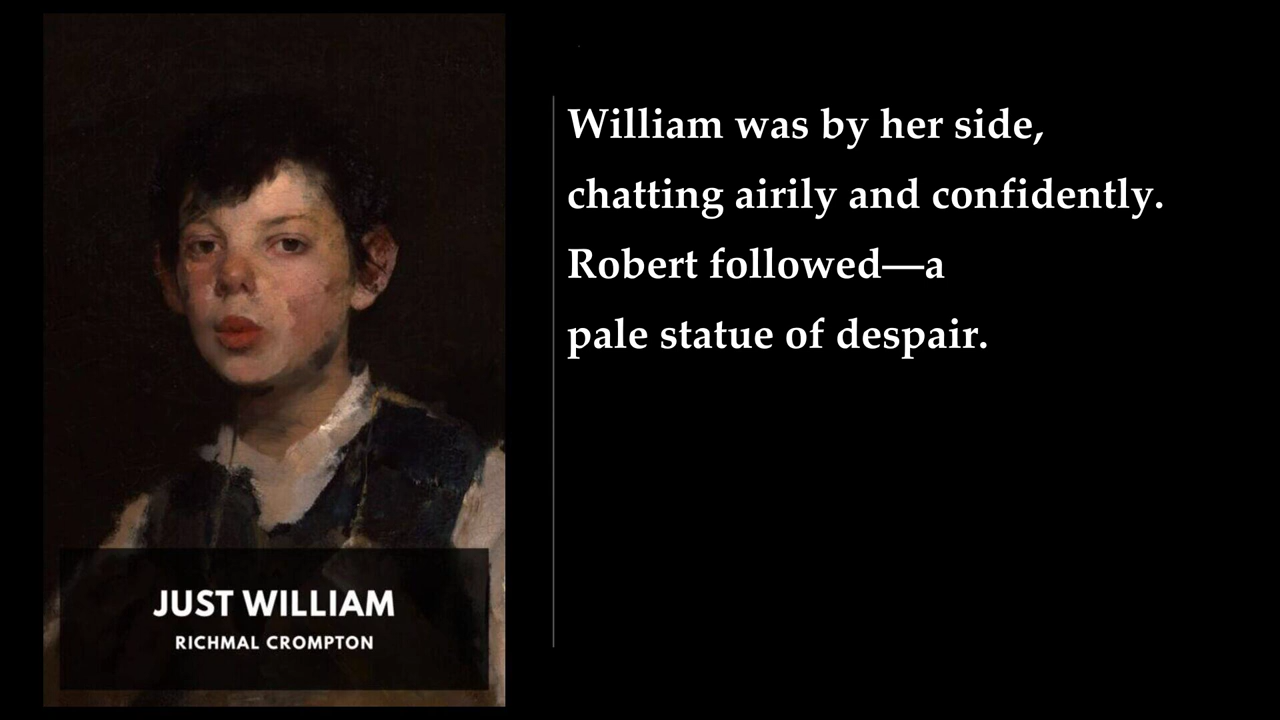 William was by her side,
chatting airily and confidently.
Robert followed—a
pale statue of despair.
JUST WILLIAM
RICHMAL CROMPTON